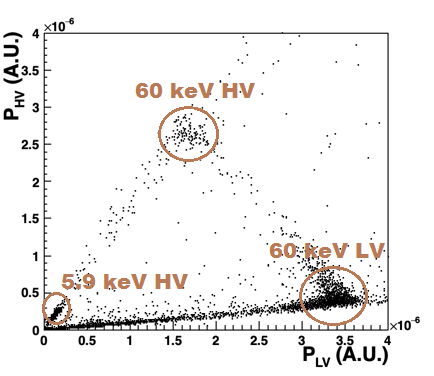 ×10⁻⁶
P_HV (A.U.)
4
3.5
3
2.5
2
1.5
1
0.5
0
60 keV HV
60 keV LV
5.9 keV HV
0 0.5 1 1.5 2 2.5 3 3.5 4
×10⁻⁶
P_LV (A.U.)